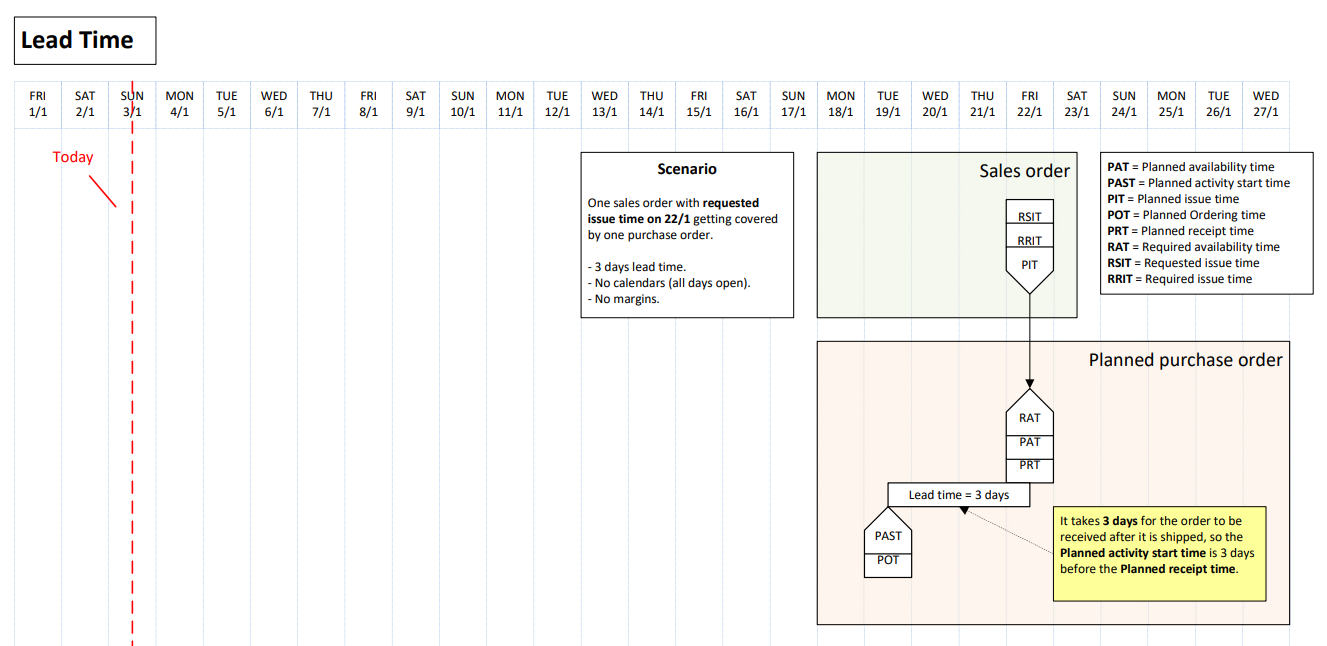 Lead Time
FRI SAT SUN MON TUE WED THU FRI SAT SUN MON TUE WED THU FRI SAT SUN MON TUE WED THU FRI SAT SUN MON TUE WED
1/1 2/1 3/1 4/1 5/1 6/1 7/1 8/1 9/1 10/1 11/1 12/1 13/1 14/1 15/1 16/1 17/1 18/1 19/1 20/1 21/1 22/1 23/1 24/1 25/1 26/1 27/1
Today
Scenario
One sales order with requested
issue time on 22/1 getting covered
by one purchase order.
- 3 days lead time.
- No calendars (all days open).
- No margins.
Sales order
RSIT
RRIT
PIT
PAT = Planned availability time
PAST = Planned activity start time
PIT = Planned issue time
POT = Planned Ordering time
PRT = Planned receipt time
RAT = Required availability time
RSIT = Requested issue time
RRIT = Required issue time
Planned purchase order
RAT
PAT
PRT
Lead time = 3 days
PAST
POT
It takes 3 days for the order to be
received after it is shipped, so the
Planned activity start time is 3 days
before the Planned receipt time.